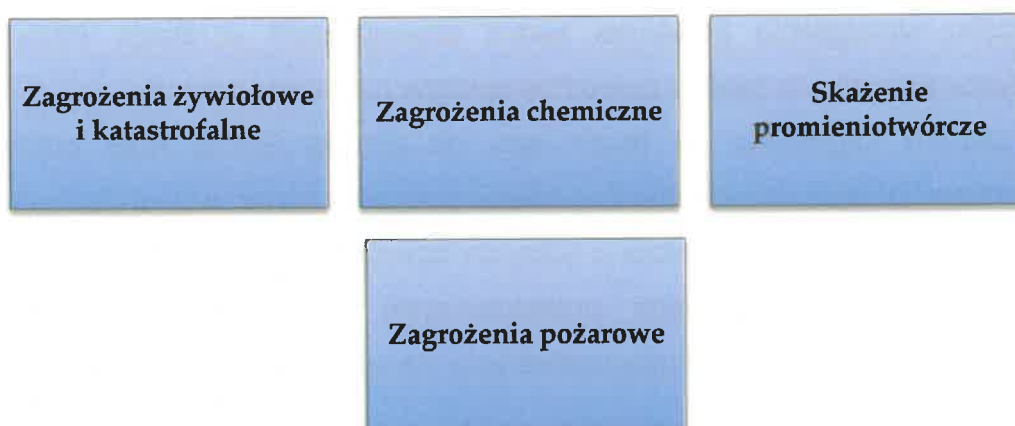 Zagrożenia żywiołowe
i katastrofalne
Zagrożenia chemiczne
Skażenie
promieniotwórcze
Zagrożenia pożarowe